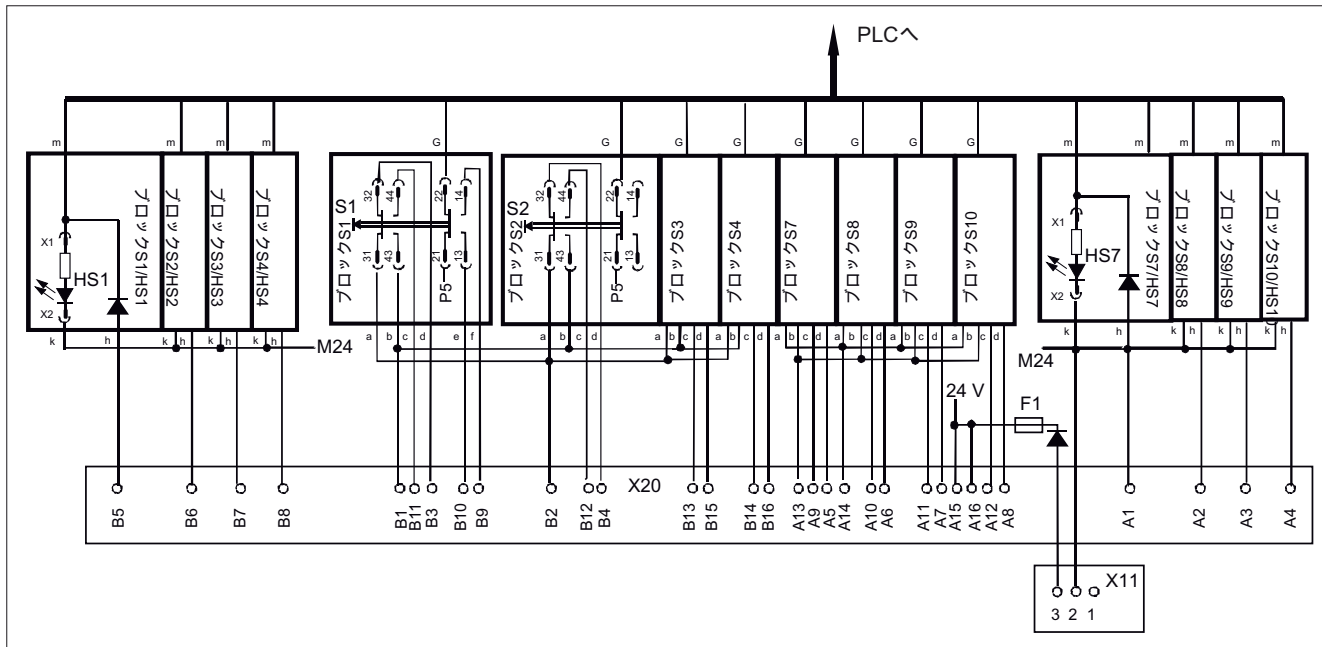 PLCへ
m m m m G G G G G G G G m m m m m
X1
HS1
X2
ブロックS1/HS1
ブロックS2/HS2
ブロックS3/HS3
ブロックS4/HS4
32 44 22 14
S1
31 43 21 13
P5
ブロックS1
32 44 22 14
S2
31 43 21 13
P5
ブロックS2
ブロックS3
ブロックS4
ブロックS7
ブロックS8
ブロックS9
ブロックS10
X1
HS7
X2
ブロックS7/HS7
ブロックS8/HS8
ブロックS9/HS9
ブロックS10/HS1
k h k h k h k h
M24
a b c d e f
a b c d
a b c d
a b c d
a b c d
a b c d
a b c d
a b c d
k h k h k h k h
M24
24 V
F1
X20
B5 B6 B7 B8 B1 B11 B3 B10 B9 B2 B12 B4 B13 B15 B14 B16 A13 A9 A5 A14 A10 A6 A11 A7 A15 A16 A12 A8 A1 A2 A3 A4
X11
3 2 1